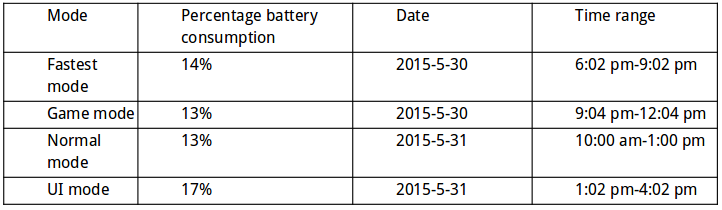 Mode Percentage battery consumption Date Time range
Fastest mode 14% 2015-5-30 6:02 pm-9:02 pm
Game mode 13% 2015-5-30 9:04 pm-12:04 pm
Normal mode 13% 2015-5-31 10:00 am-1:00 pm
UI mode 17% 2015-5-31 1:02 pm-4:02 pm